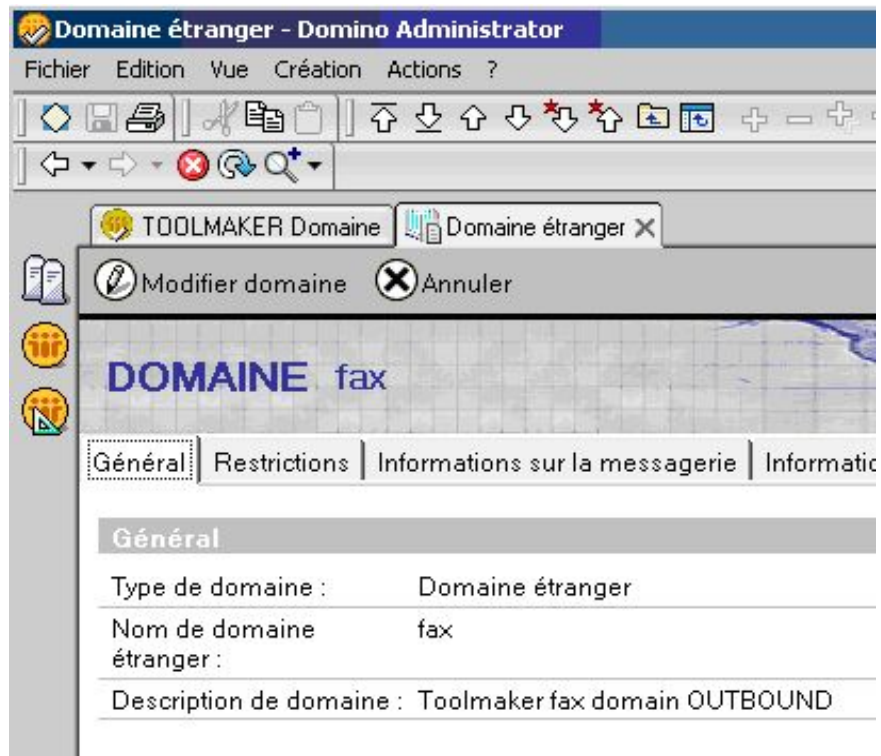 Domaine étranger - Domino Administrator
Fichier Edition Vue Création Actions ?
TOOLMAKER Domaine Domaine étranger
Modifier domaine Annuler
DOMAINE fax
Général Restrictions Informations sur la messagerie
Général
Type de domaine : Domaine étranger
Nom de domaine fax
étranger :
Description de domaine : Toolmaker fax domain OUTBOUND